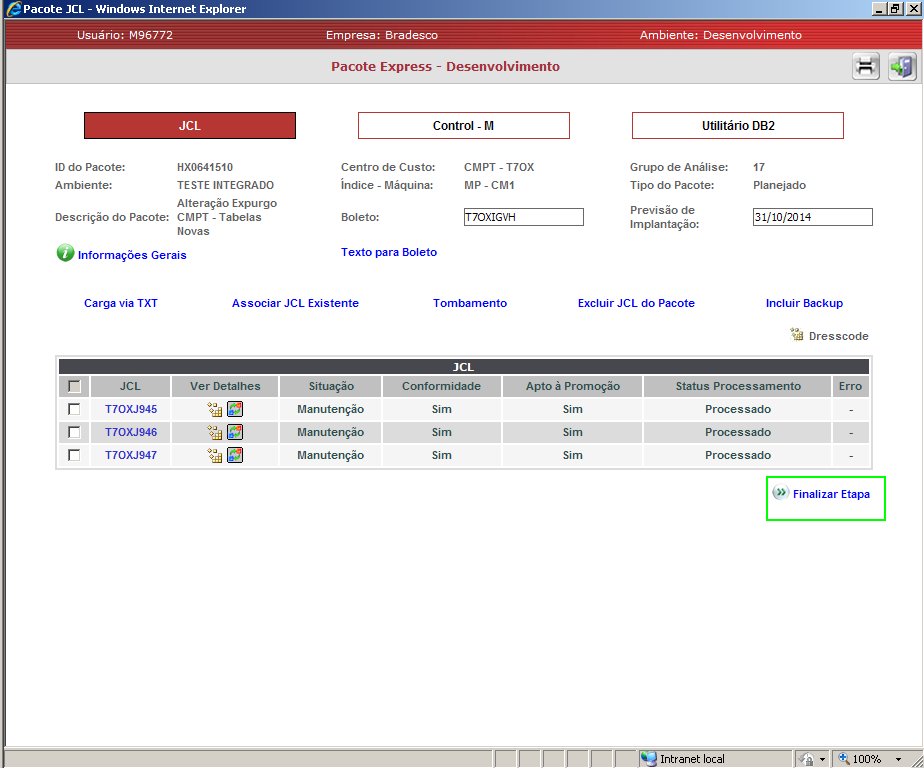 Pacote JCL - Windows Internet Explorer
Usuário: M96772 Empresa: Bradesco Ambiente: Desenvolvimento
Pacote Express - Desenvolvimento
JCL Control - M Utilitário DB2
ID do Pacote: HX0641510 Centro de Custo: CMPT - T7OX Grupo de Análise: 17
Ambiente: TESTE INTEGRADO Índice - Máquina: MP - CM1 Tipo do Pacote: Planejado
Descrição do Pacote: Alteração Expurgo
CMPT - Tabelas
Novas
Boleto: T7OXIGVH
Previsão de
Implantação: 31/10/2014
Informações Gerais Texto para Boleto
Carga via TXT Associar JCL Existente Tombamento Excluir JCL do Pacote Incluir Backup
Dresscode
JCL
JCL Ver Detalhes Situação Conformidade Apto à Promoção Status Processamento Erro
T7OXJ945 Manutenção Sim Sim Processado -
T7OXJ946 Manutenção Sim Sim Processado -
T7OXJ947 Manutenção Sim Sim Processado -
Finalizar Etapa
Intranet local 100%